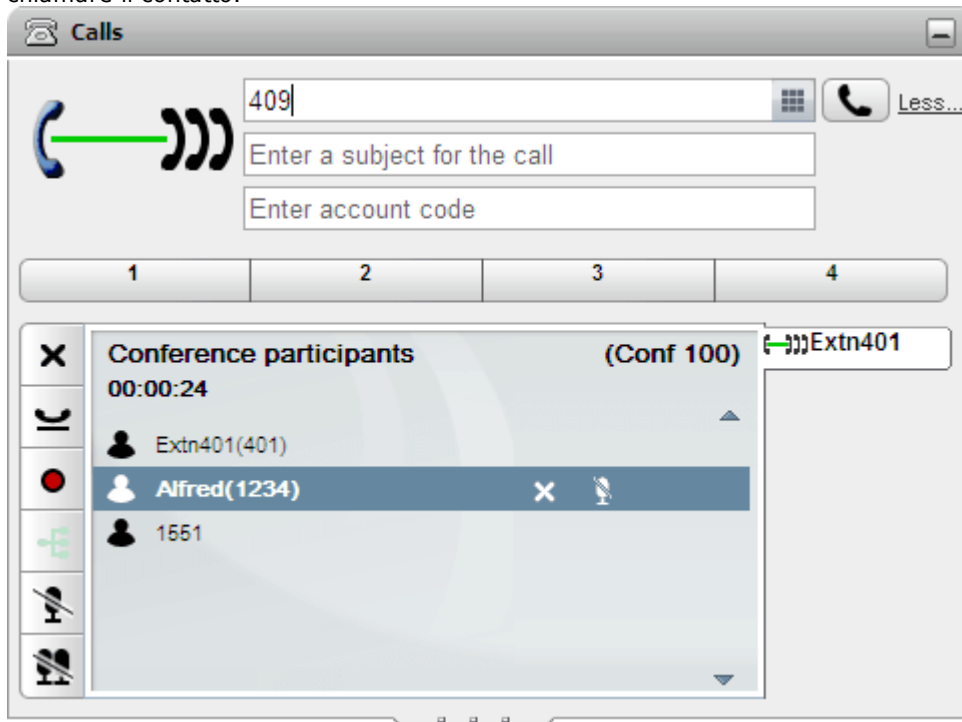 chiamare il contatto.
Calls
409
Less...
Enter a subject for the call
Enter account code
1 2 3 4
Conference participants (Conf 100)
Extn401
00:00:24
Extn401(401)
Alfred(1234)
1551